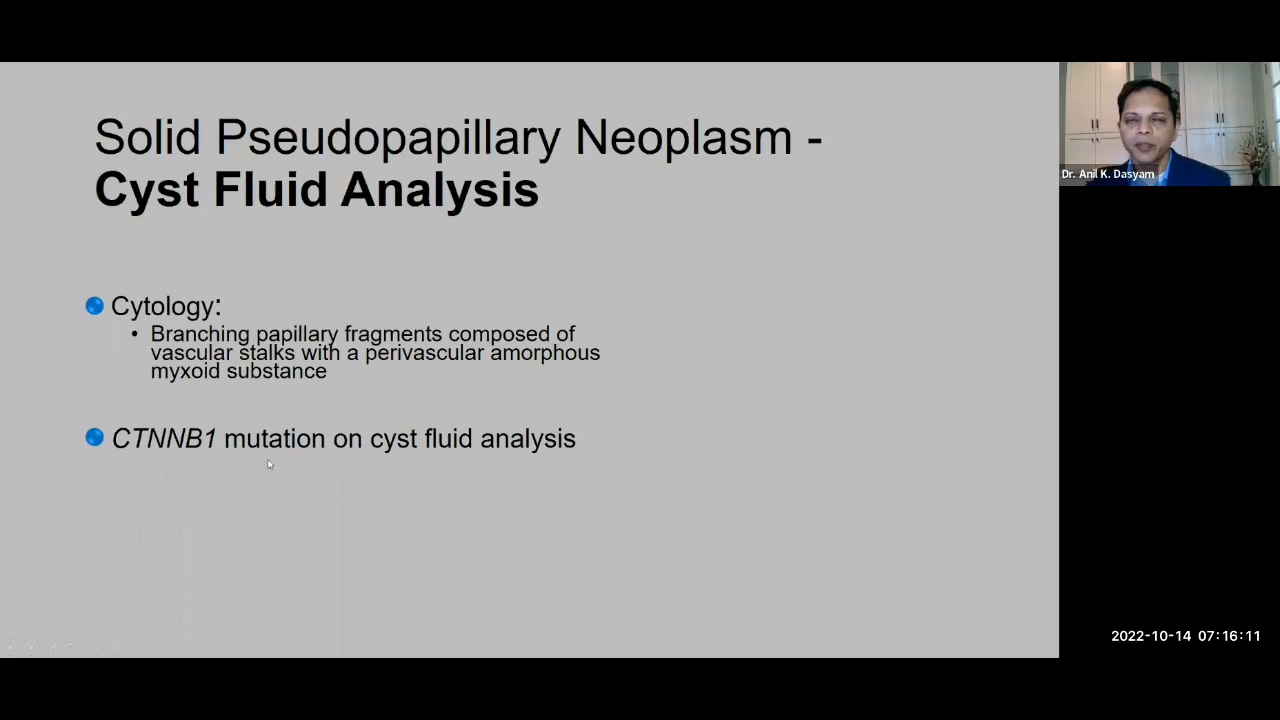 Solid Pseudopapillary Neoplasm -
Cyst Fluid Analysis
Dr. Anil K. Dasyam
Cytology:
• Branching papillary fragments composed of
vascular stalks with a perivascular amorphous
myxoid substance
CTNNB1 mutation on cyst fluid analysis
2022-10-14 07:16:11